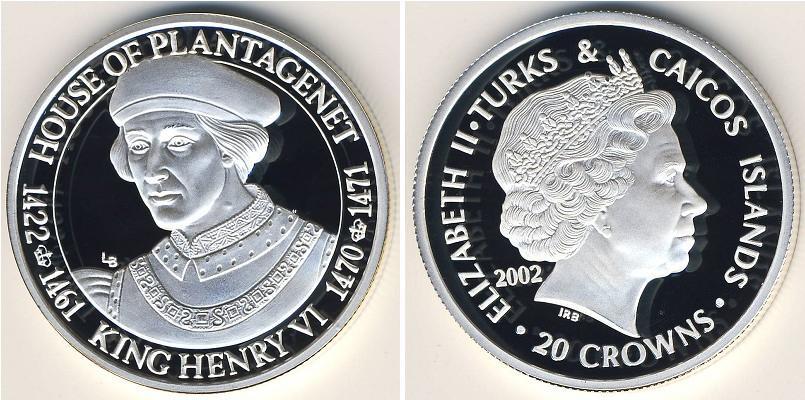 HOUSE OF PLANTAGENET
1422 1461
KING HENRY VI
1470 1471
LB
ELIZABETH II · TURKS & CAICOS ISLANDS
· 20 CROWNS ·
2002
IRB